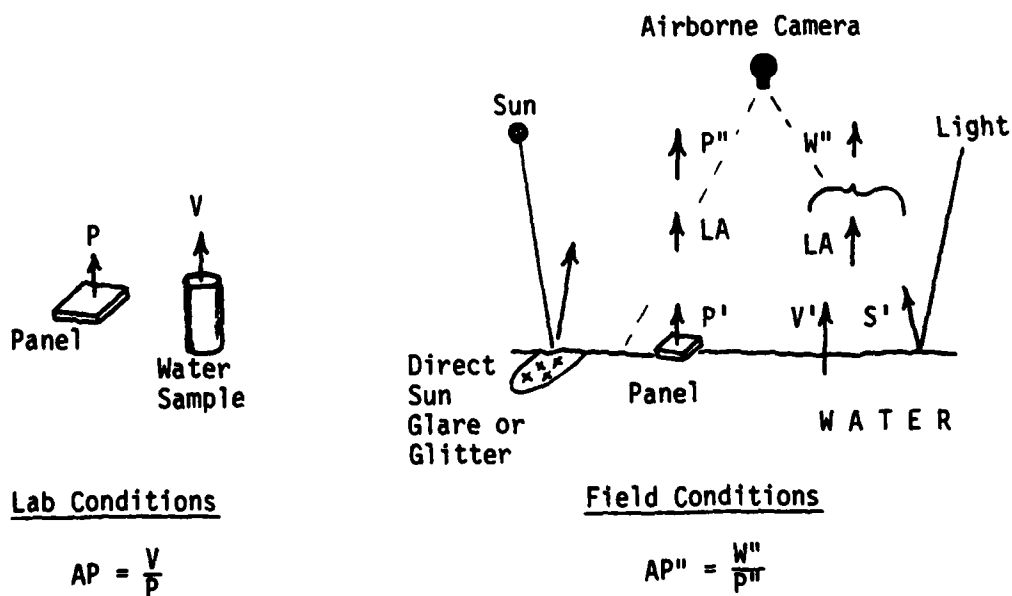 Airborne Camera
Sun
Light
P"
W"
V
P
LA
LA
P'
V'
S'
Panel
Water
Sample
Direct
Sun
Glare or
Glitter
Panel
W A T E R
Lab Conditions
Field Conditions
AP = V/P
AP" = W"/P"